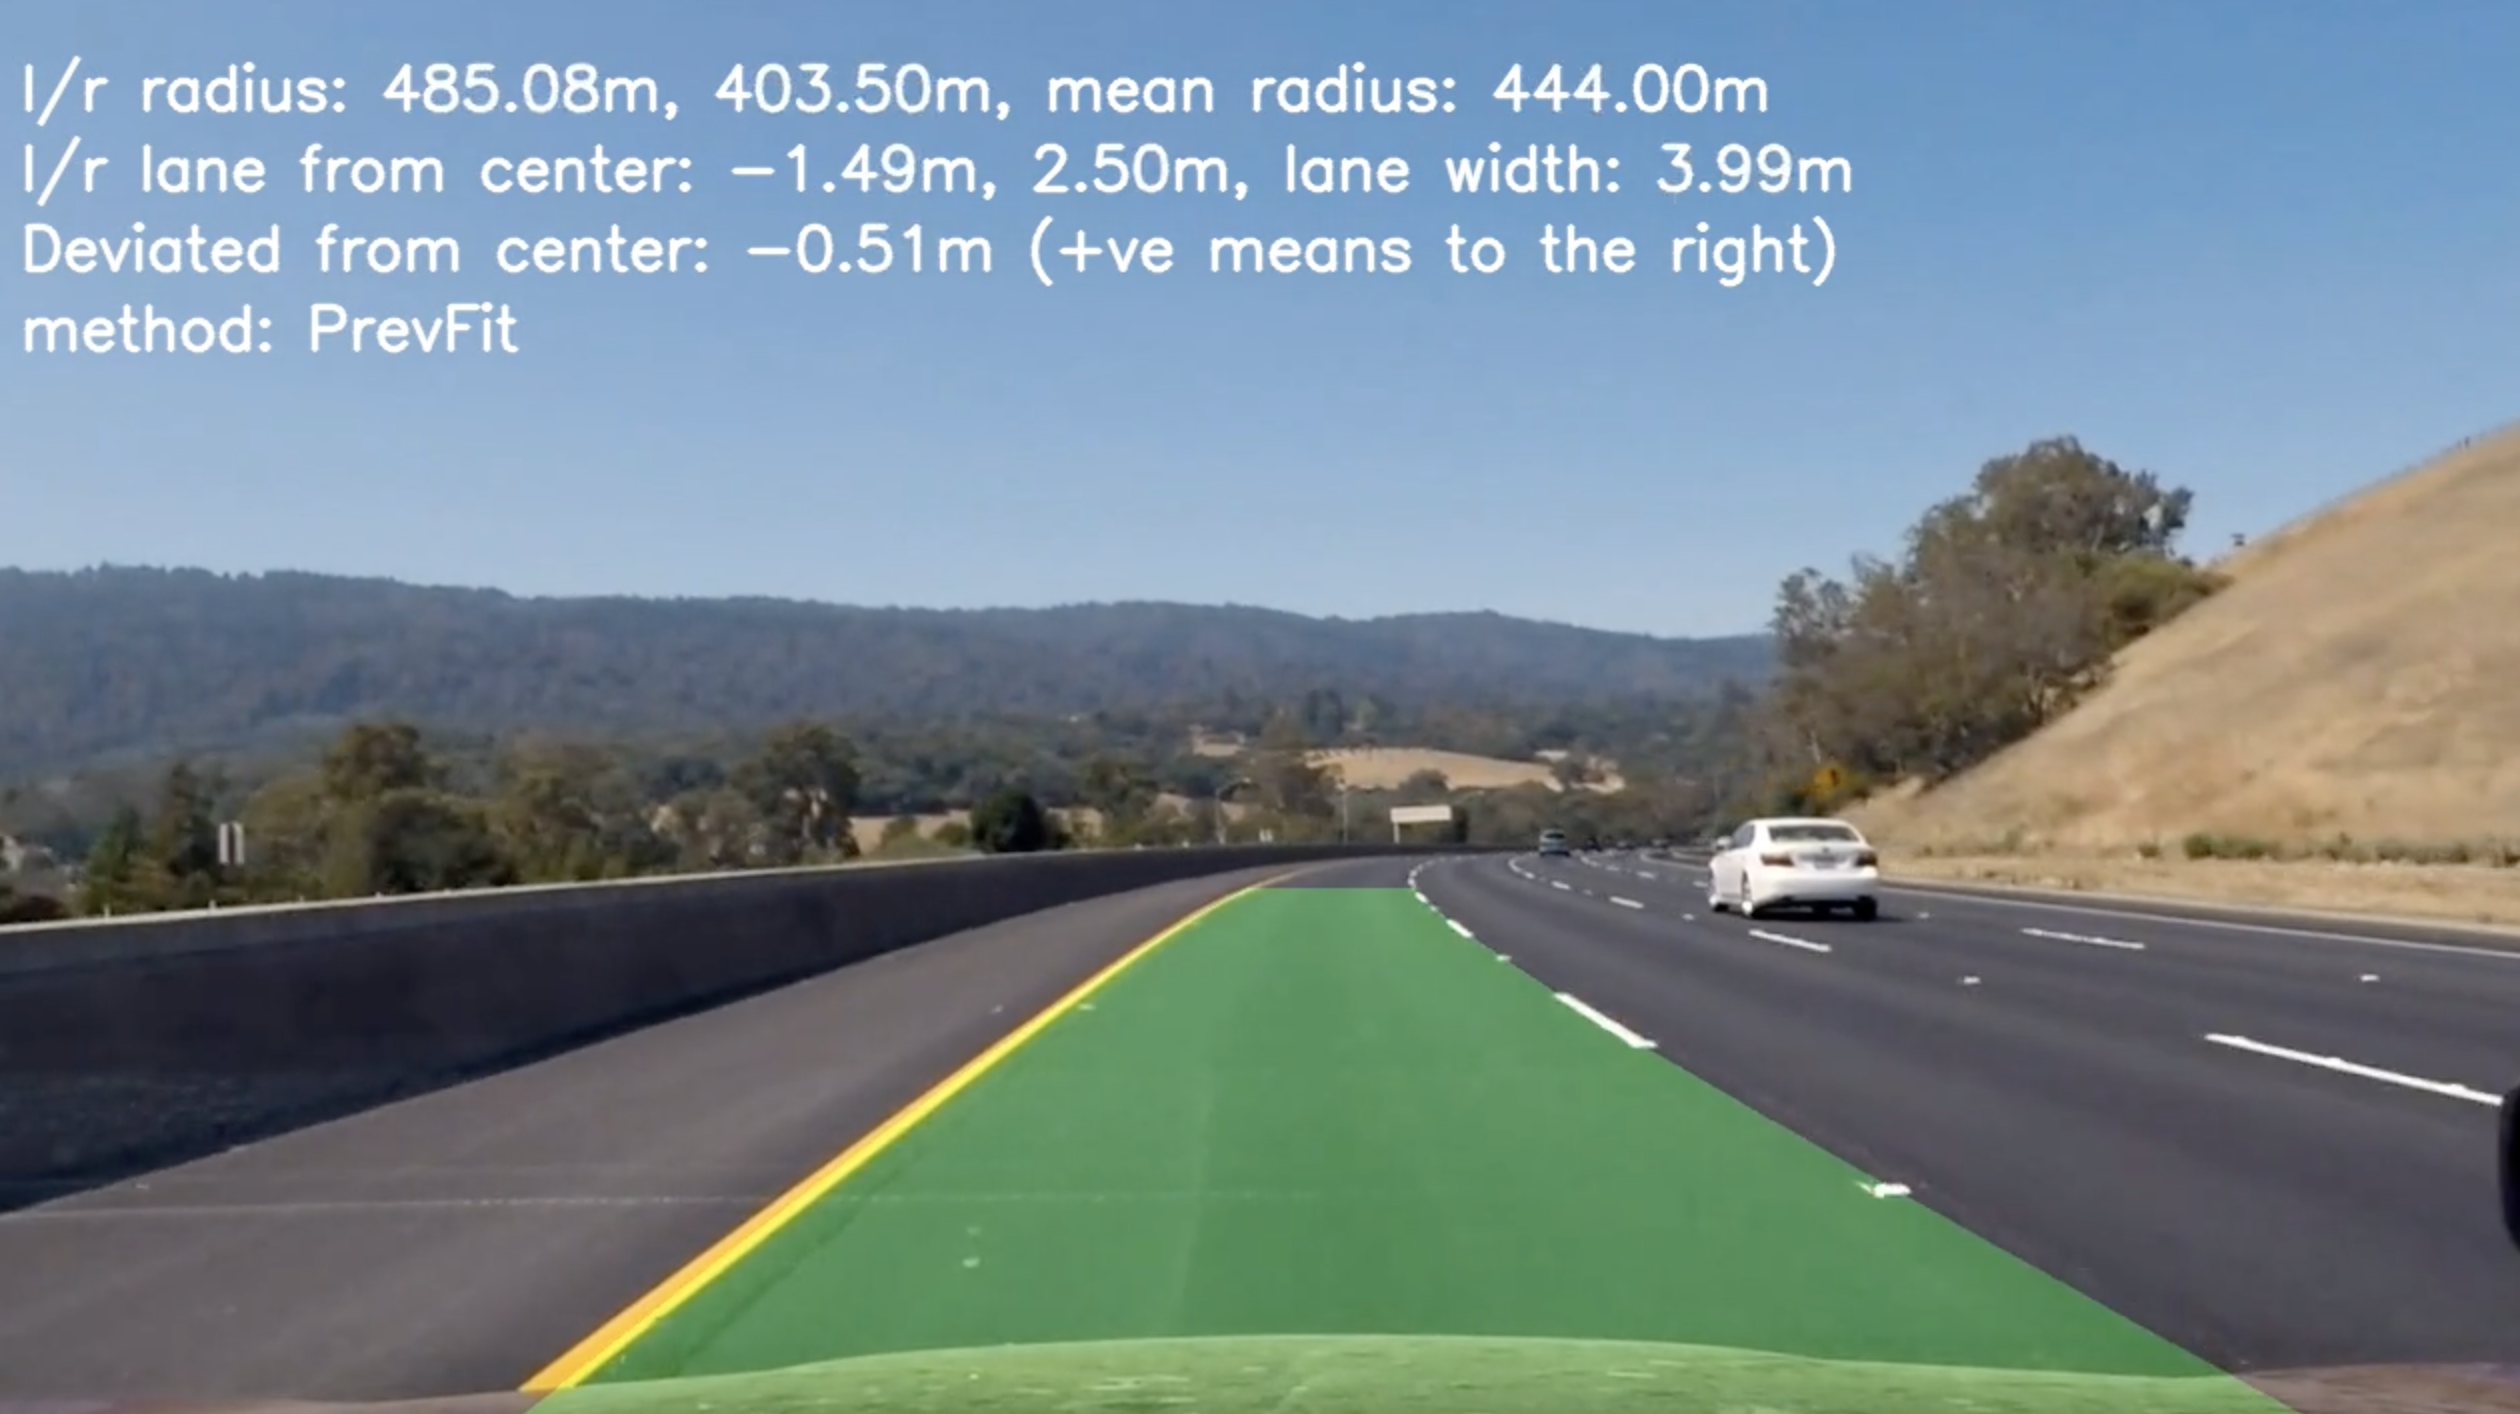 l/r radius: 485.08m, 403.50m, mean radius: 444.00m
l/r lane from center: -1.49m, 2.50m, lane width: 3.99m
Deviated from center: -0.51m (+ve means to the right)
method: PrevFit